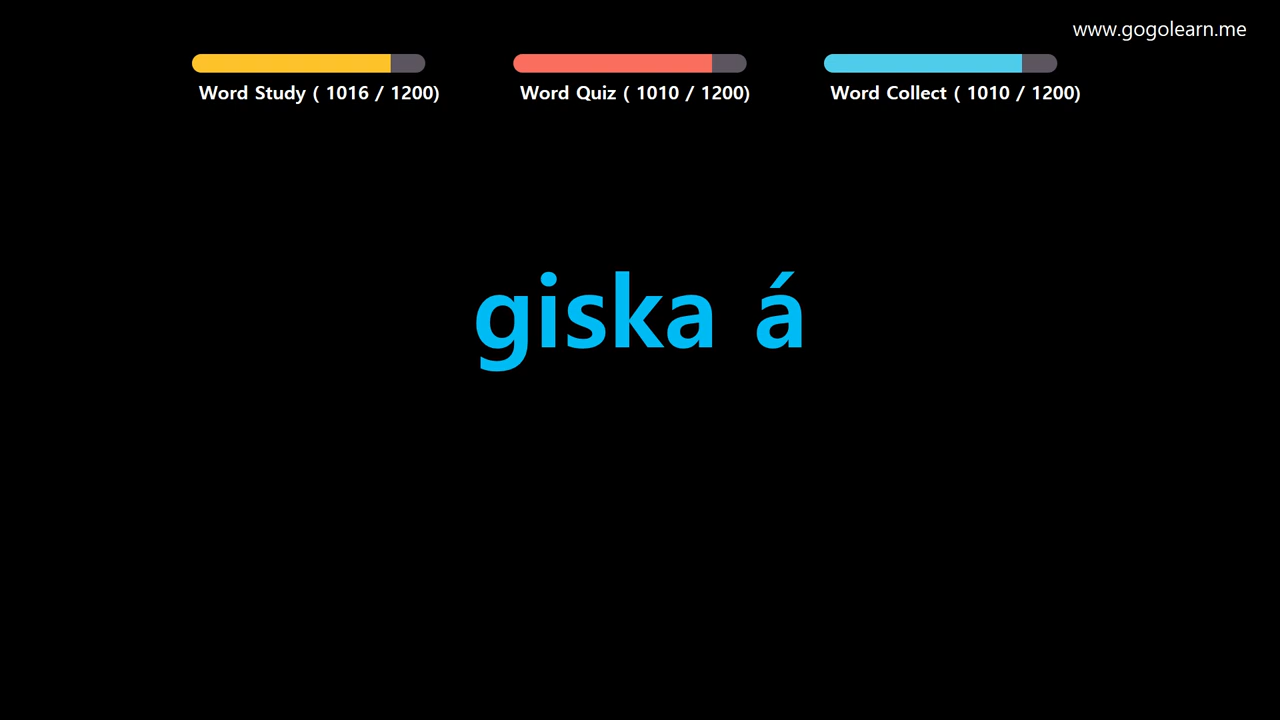 www.gogolearn.me
Word Study ( 1016 / 1200)
Word Quiz ( 1010 / 1200)
Word Collect ( 1010 / 1200)
giska á